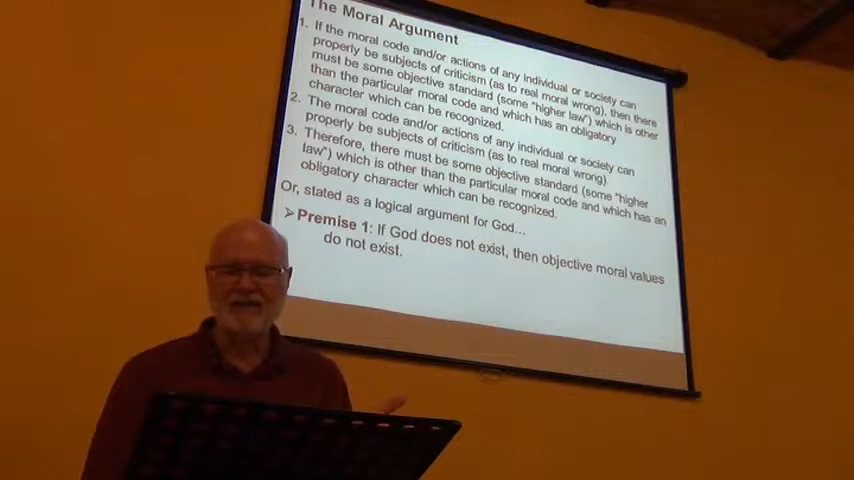 The Moral Argument
1. If the moral code and/or actions of any individual or society can
properly be subjects of criticism (as to real moral wrong), then there
must be some objective standard (some "higher law") which is other
than the particular moral code and which has an obligatory
character which can be recognized.
2. The moral code and/or actions of any individual or society can
properly be subjects of criticism (as to real moral wrong).
3. Therefore, there must be some objective standard (some "higher
law") which is other than the particular moral code and which has an
obligatory character which can be recognized.
Or, stated as a logical argument for God...
➢Premise 1: If God does not exist, then objective moral values
do not exist.